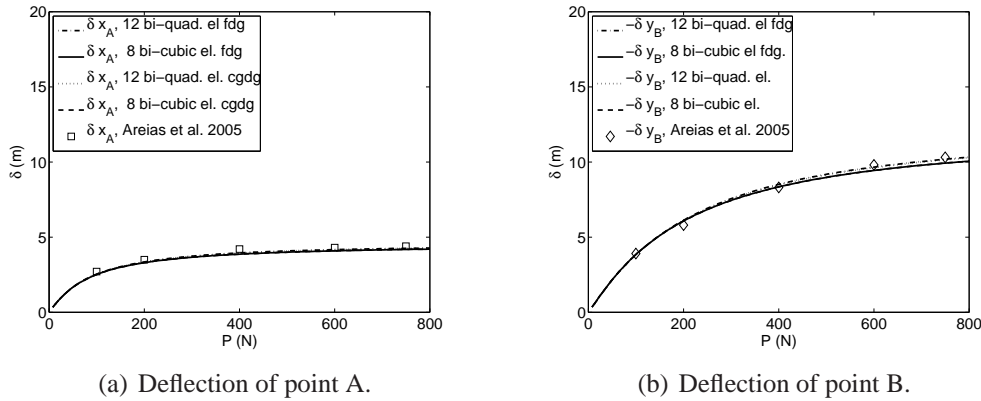 δ x_A, 12 bi−quad. el fdg
δ x_A, 8 bi−cubic el. fdg
δ x_A, 12 bi−quad. el. cgdg
δ x_A, 8 bi−cubic el. cgdg
δ x_A, Areias et al. 2005
20
15
10
5
0
δ (m)
0 200 400 600 800
P (N)
(a) Deflection of point A.
−δ y_B, 12 bi−quad. el fdg
−δ y_B, 8 bi−cubic el fdg.
−δ y_B, 12 bi−quad. el.
−δ y_B, 8 bi−cubic el.
−δ y_B, Areias et al. 2005
20
15
10
5
0
δ (m)
0 200 400 600 800
P (N)
(b) Deflection of point B.